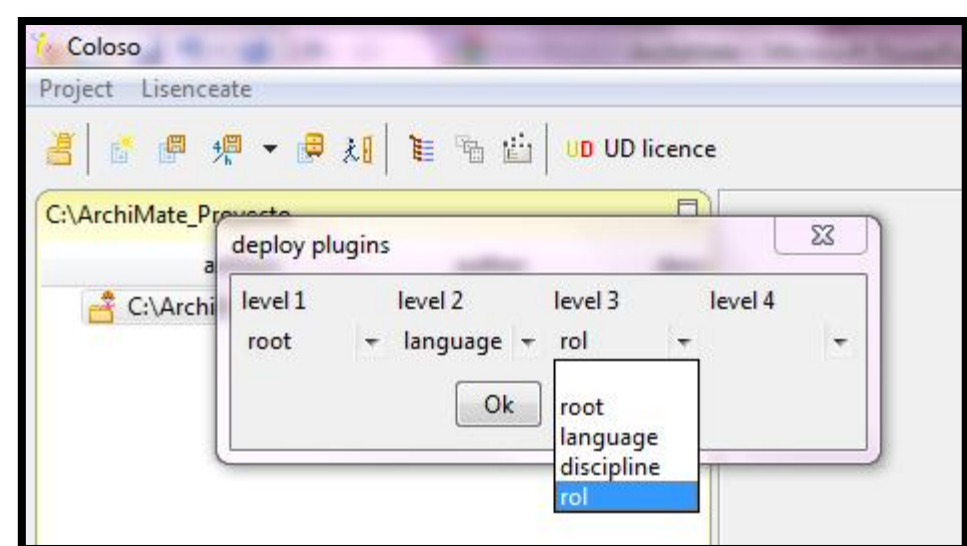 Coloso
Project Lisenceate
UD UD licence
C:\ArchiMate_Proyecto
deploy plugins
C:\Archi
level 1 level 2 level 3 level 4
root language rol
Ok
root
language
discipline
rol